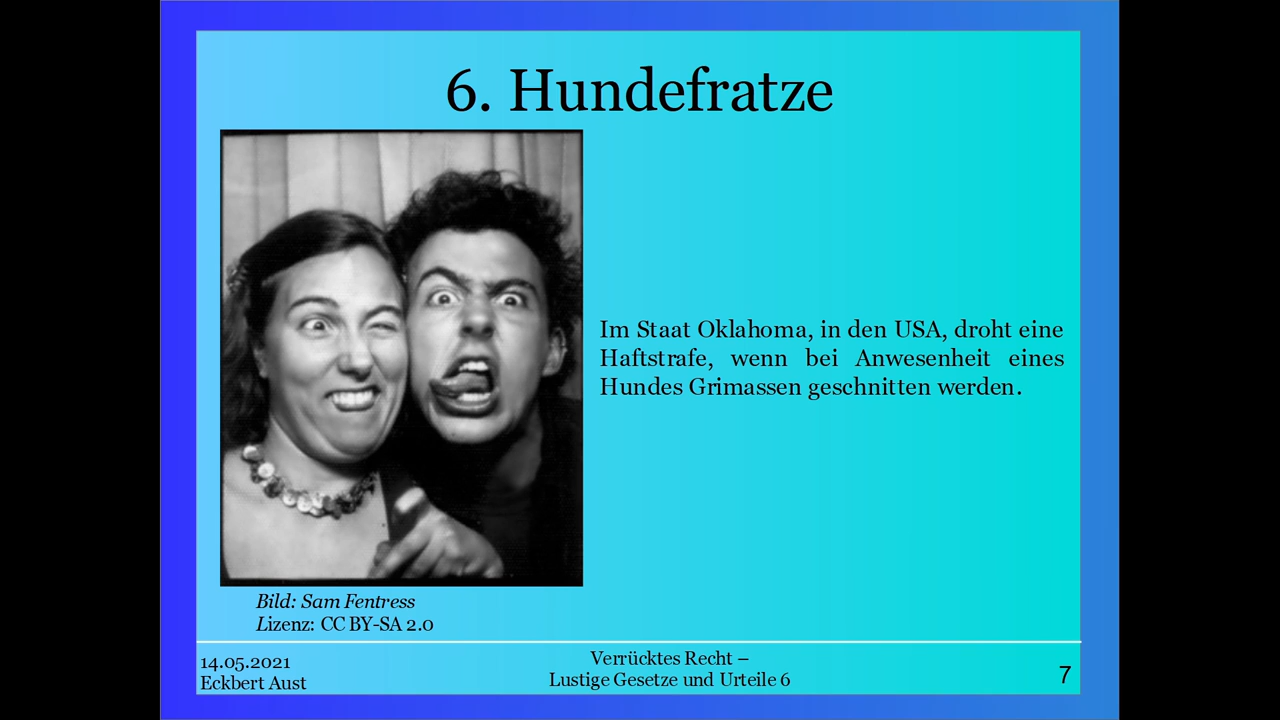 6. Hundefratze
Im Staat Oklahoma, in den USA, droht eine
Haftstrafe, wenn bei Anwesenheit eines
Hundes Grimassen geschnitten werden.
Bild: Sam Fentress
Lizenz: CC BY-SA 2.0
14.05.2021
Eckbert Aust
Verrücktes Recht –
Lustige Gesetze und Urteile 6
7